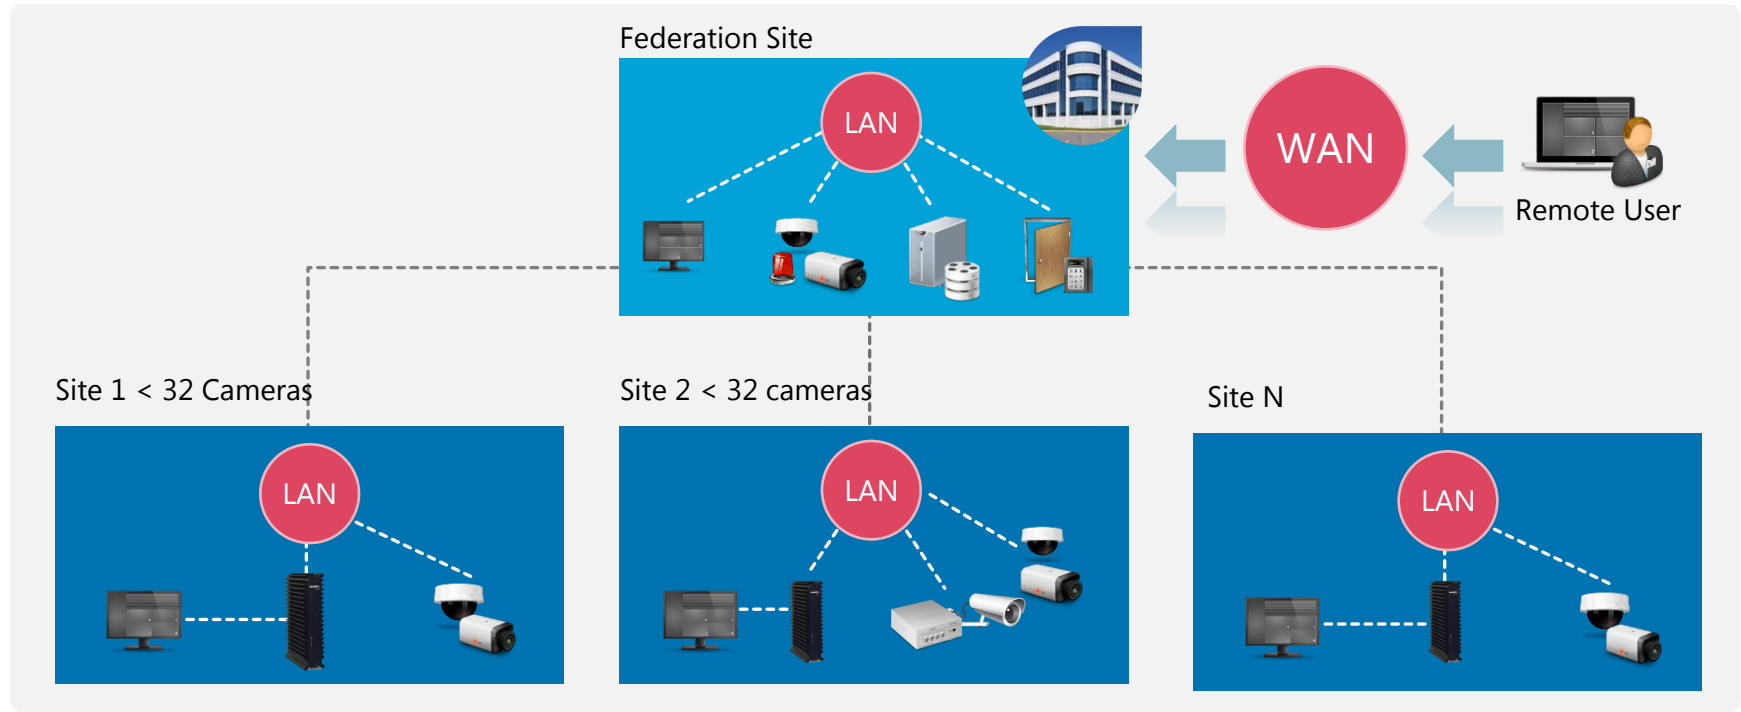 Federation Site
LAN
WAN
Remote User
Site 1 < 32 Cameras
Site 2 < 32 cameras
Site N
LAN
LAN
LAN